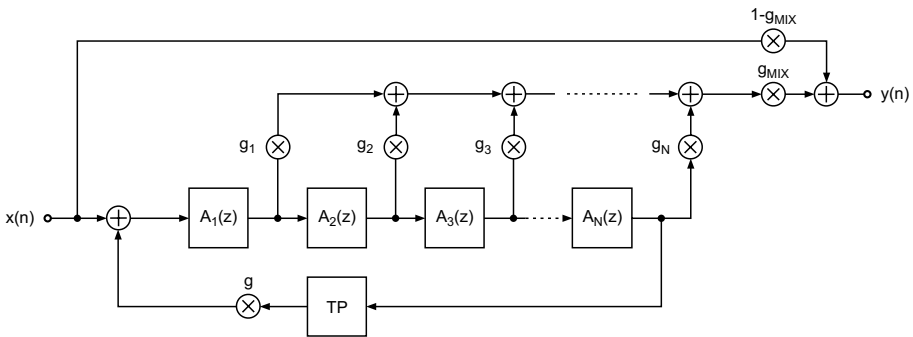 1-g_MIX
g_MIX
y(n)
g_1
g_2
g_3
g_N
x(n)
A_1(z)
A_2(z)
A_3(z)
A_N(z)
g
TP